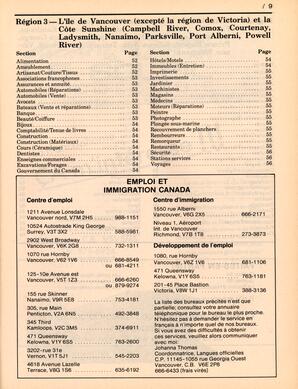 / 9
Région 3 — L'île de Vancouver (excepté la région de Victoria) et la
Côte Sunshine (Campbell River, Comox, Courtenay,
Ladysmith, Nanaimo, Parksville, Port Alberni, Powell
River)
Section Page
Alimentation 52
Ameublement 52
Artisanat/Couture/Tissu 52
Associations francophones 52
Assurances et annuité 53
Automobiles (Réparations) 53
Automobiles (Vente) 53
Avocats 53
Bateaux (Vente et réparations) 53
Banque 53
Beauté/Coiffure 53
Bijoux 54
Comptabilité/Tenue de livres 54
Construction 54
Construction (Matériaux) 54
Cours (Céramique) 54
Dentistes 54
Enseignes commerciales 54
Excavations/Forages 54
Gouvernement du Canada 54
Section Page
Hôtels/Motels 54
Immeubles (Entretien) 54
Imprimerie 55
Investissements 55
Jardinier 55
Machinistes 55
Magasins 55
Médecins 55
Moteurs (Réparations) 55
Peintre 55
Photographe 55
Plongée sous-marine 55
Recouvrement de planchers 55
Rembourreurs 55
Remorqueur 55
Restaurants 56
Sécurité 56
Stations services 56
Voyages 56
EMPLOI ET
IMMIGRATION CANADA
Centre d'emploi
1211 Avenue Lonsdale
Vancouver nord, V7M 2H5 988-1151
10524 Autostrade King George
Surrey, V3T 3X2 588-5981
2902 West Broadway
Vancouver, V6K 2G8 732-1311
1070 rue Hornby
Vancouver, V6Z 1V6 666-8549
ou 681-4211
125-10e Avenue est
Vancouver, V5T 1Z3 666-6260
ou 879-9274
155 rue Skinner
Nanaimo, V9R 5E8 753-4181
305, rue Main
Penticton, V2A 6N5 492-3848
345 Third
Kamloops, V2C 3M5 374-6911
471 Queensway
Kelowna, V1Y 6S5 763-2600
3202-rue 31e
Vernon, V1T 5J1 545-2203
4618 Avenue Lazelle
Terrace, V8G 1S6 635-6192
Centre d'immigration
1550 rue Alberni
Vancouver, V6G 2X5 666-2171
Niveau 1, Aéroport
Int. de Vancouver
Richmond, V7B 1T8 273-3873
Développement de l'emploi
1080, rue Hornby
Vancouver, V6Z 1V6 681-1106
471 Queensway
Kelowna, V1Y 6S5 763-1181
201-45 Place Bastion
Victoria, V8W 1J1 388-3136
La liste des bureaux n'est que
partielle; consultez votre annuaire
téléphonique pour le bureau le plus proche.
N'hésitez pas à demander le service en
français à n'importe quel de nos bureaux.
Si vous avez des difficultés à obtenir
ces services, veuillez alors communiquer
avec moi:
Johanna Thomas
Coordonnatrice, Langues officielles
C.P. 11145-1055 rue Georgia Ouest
Vancouver, C.B. V6E 2P8
666-6430 (frais virés)